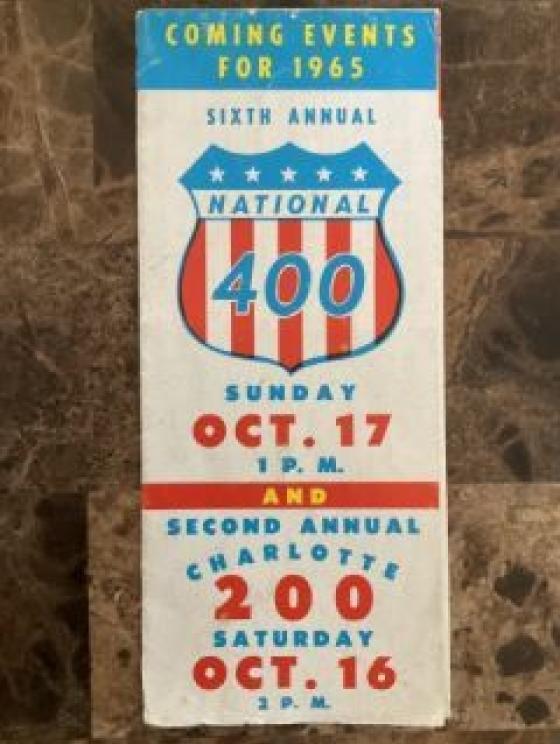 COMING EVENTS
FOR 1965
SIXTH ANNUAL
NATIONAL
400
SUNDAY
OCT. 17
1 P. M.
AND
SECOND ANNUAL
CHARLOTTE
200
SATURDAY
OCT. 16
2 P. M.